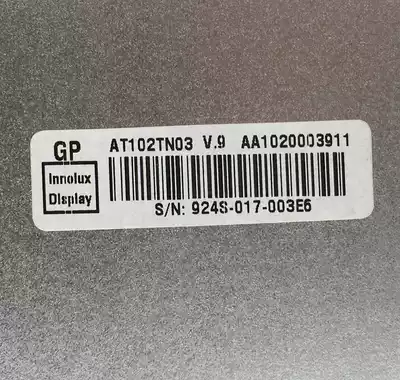 GP AT102TN03 V.9 AA1020003911
Innolux
Display
S/N: 924S-017-003E6